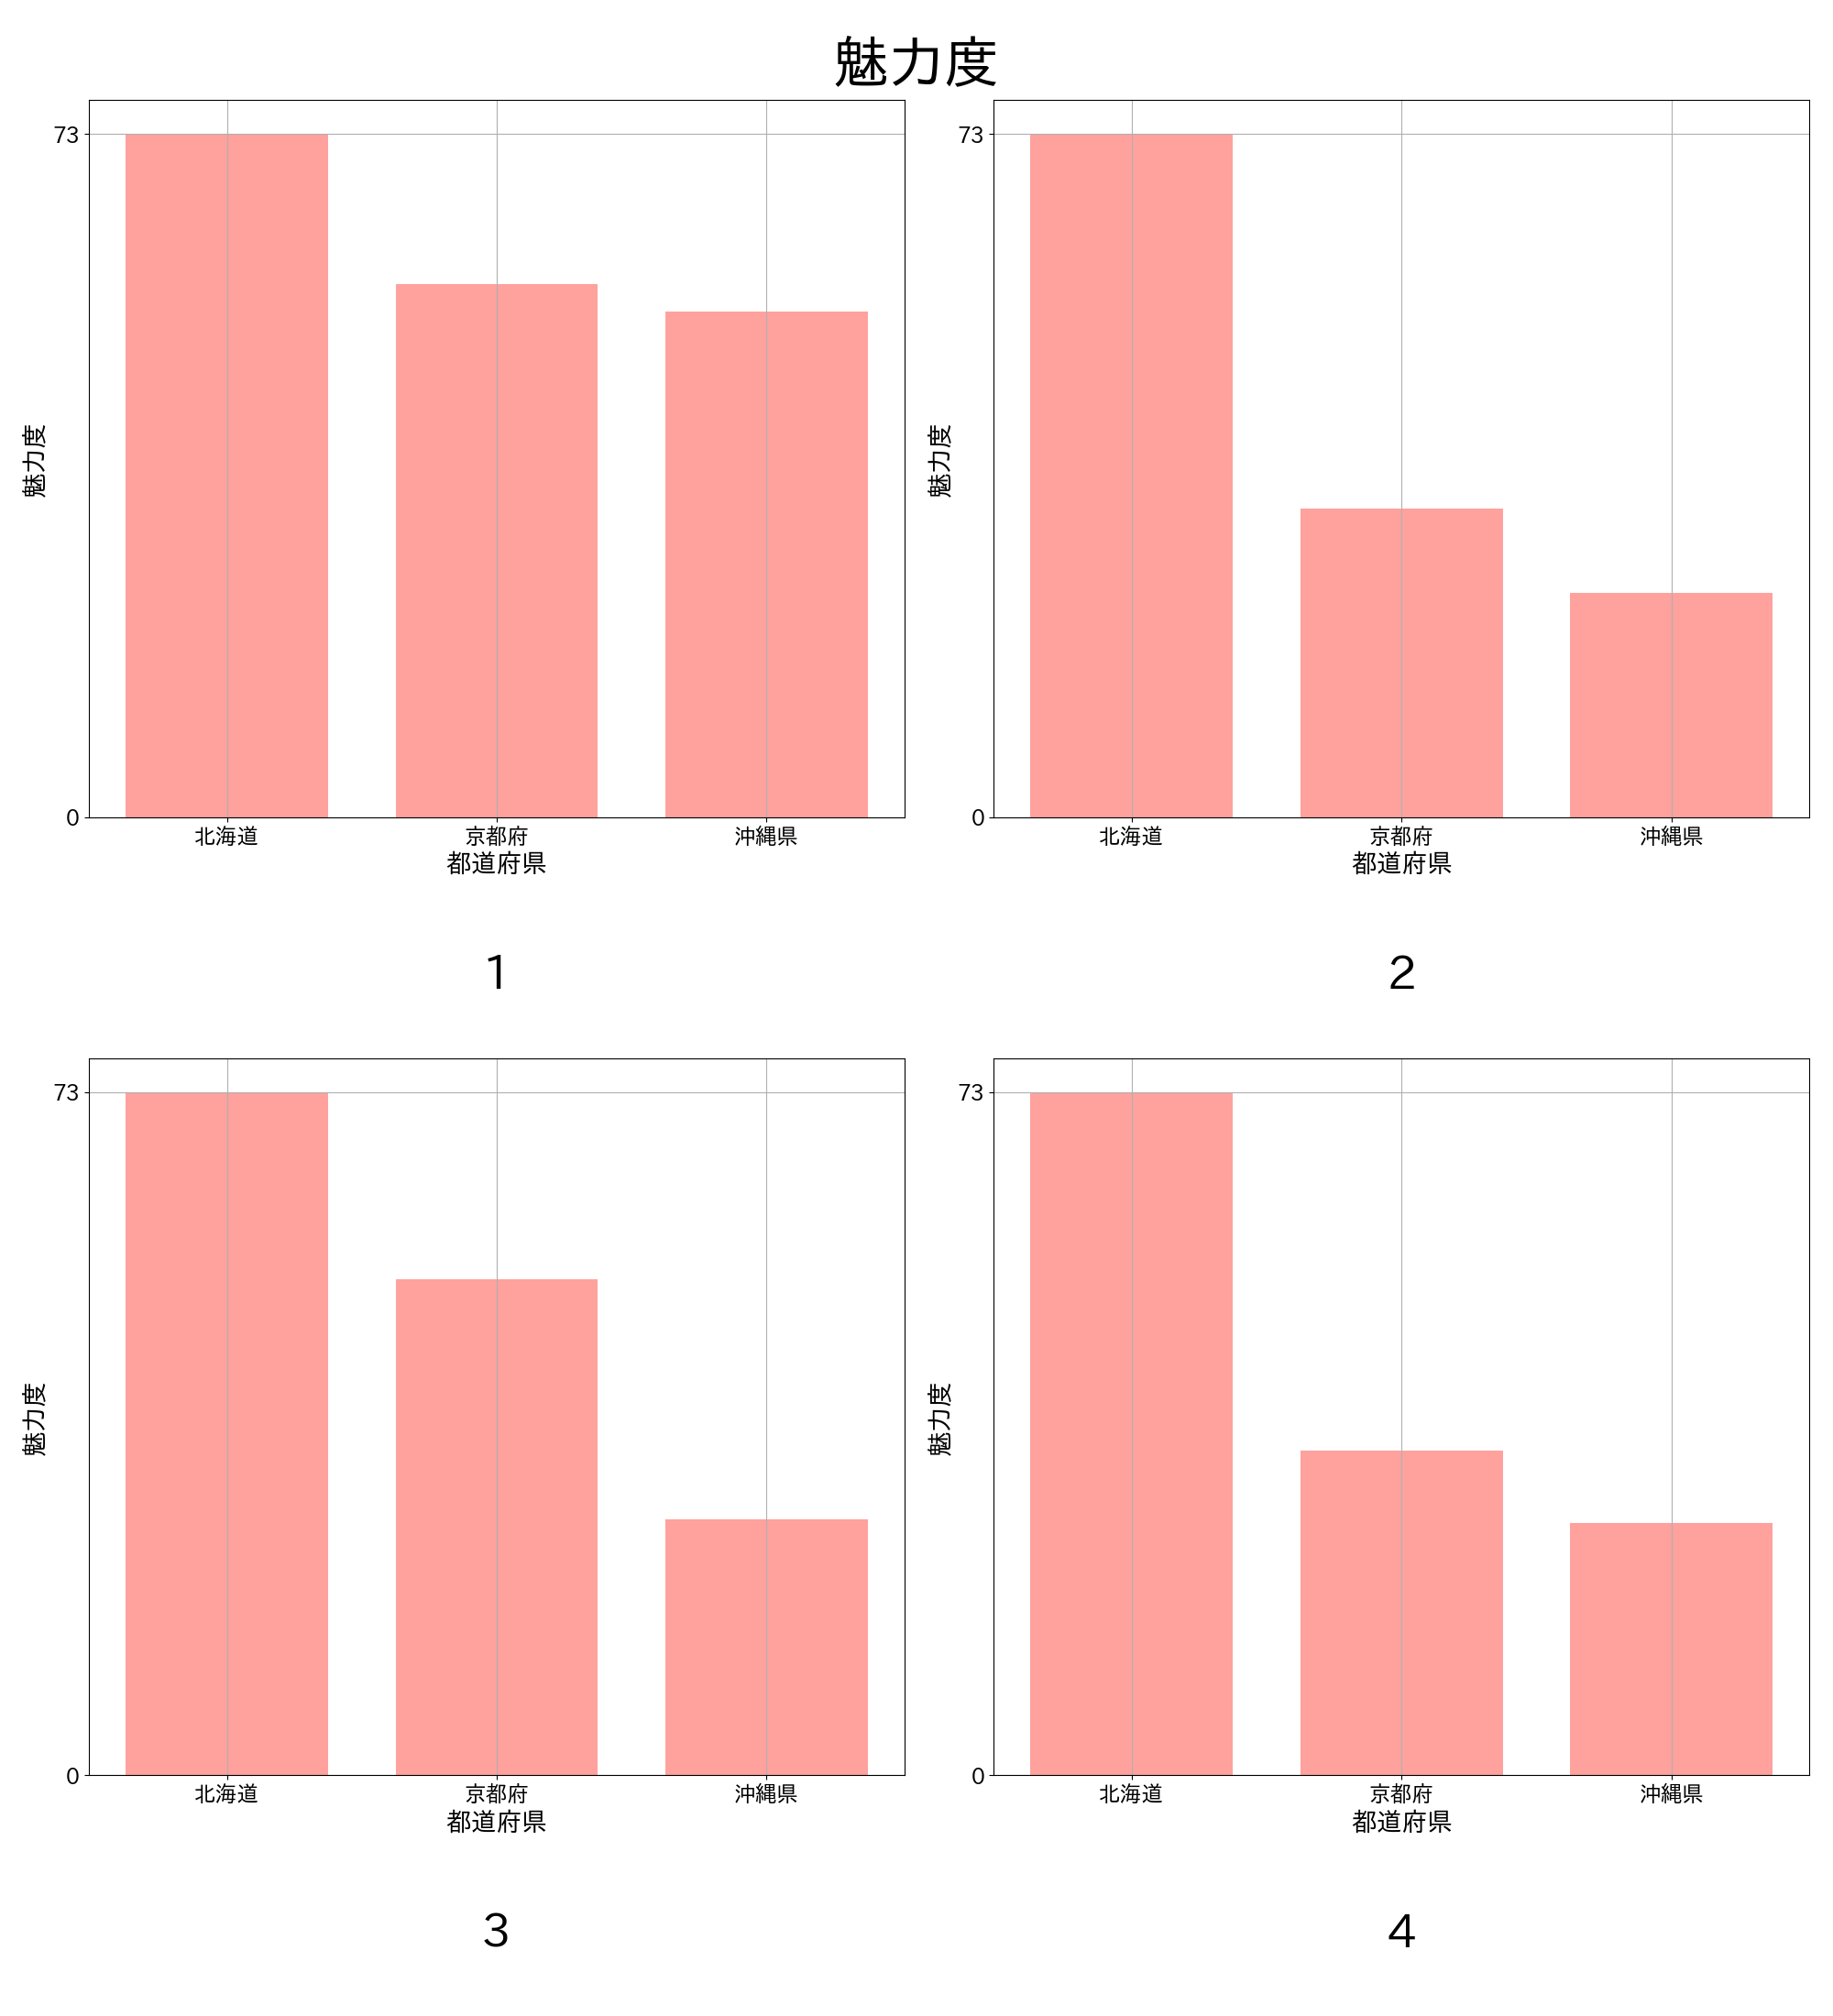 魅力度
73
魅力度
0
北海道 京都府 沖縄県
都道府県
1
73
魅力度
0
北海道 京都府 沖縄県
都道府県
2
73
魅力度
0
北海道 京都府 沖縄県
都道府県
3
73
魅力度
0
北海道 京都府 沖縄県
都道府県
4